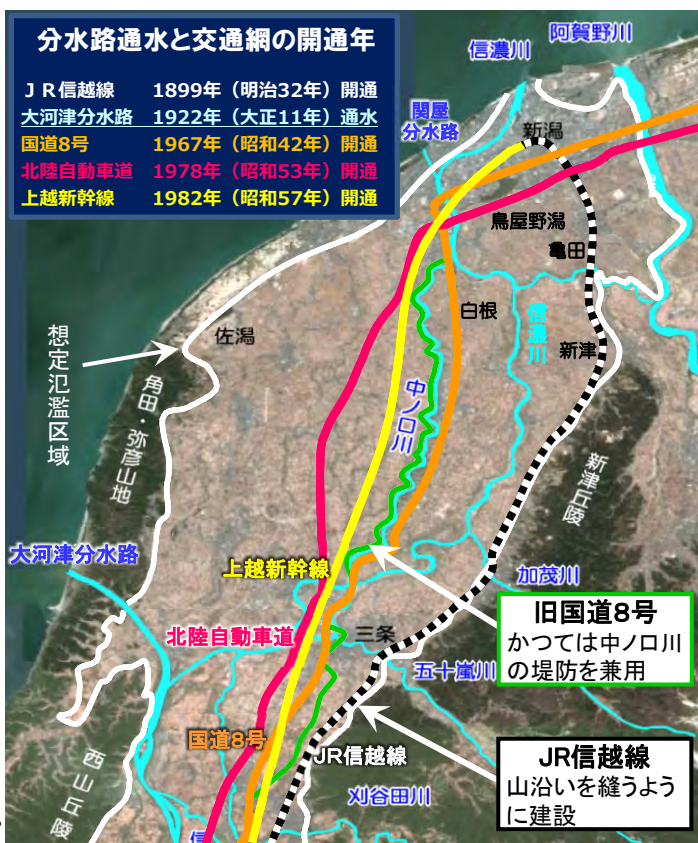 分水路通水と交通網の開通年
ＪＲ信越線 1899年（明治32年）開通
大河津分水路 1922年（大正11年）通水
国道8号 1967年（昭和42年）開通
北陸自動車道 1978年（昭和53年）開通
上越新幹線 1982年（昭和57年）開通
信濃川
阿賀野川
関屋
分水路
新潟
鳥屋野潟
亀田
白根
信濃川
新津
佐潟
想定氾濫区域
角田・弥彦山地
中ノ口川
新津丘陵
大河津分水路
上越新幹線
加茂川
旧国道8号
かつては中ノ口川
の堤防を兼用
北陸自動車道
三条
五十嵐川
国道8号
JR信越線
西山丘陵
刈谷田川
JR信越線
山沿いを縫うよう
に建設
信